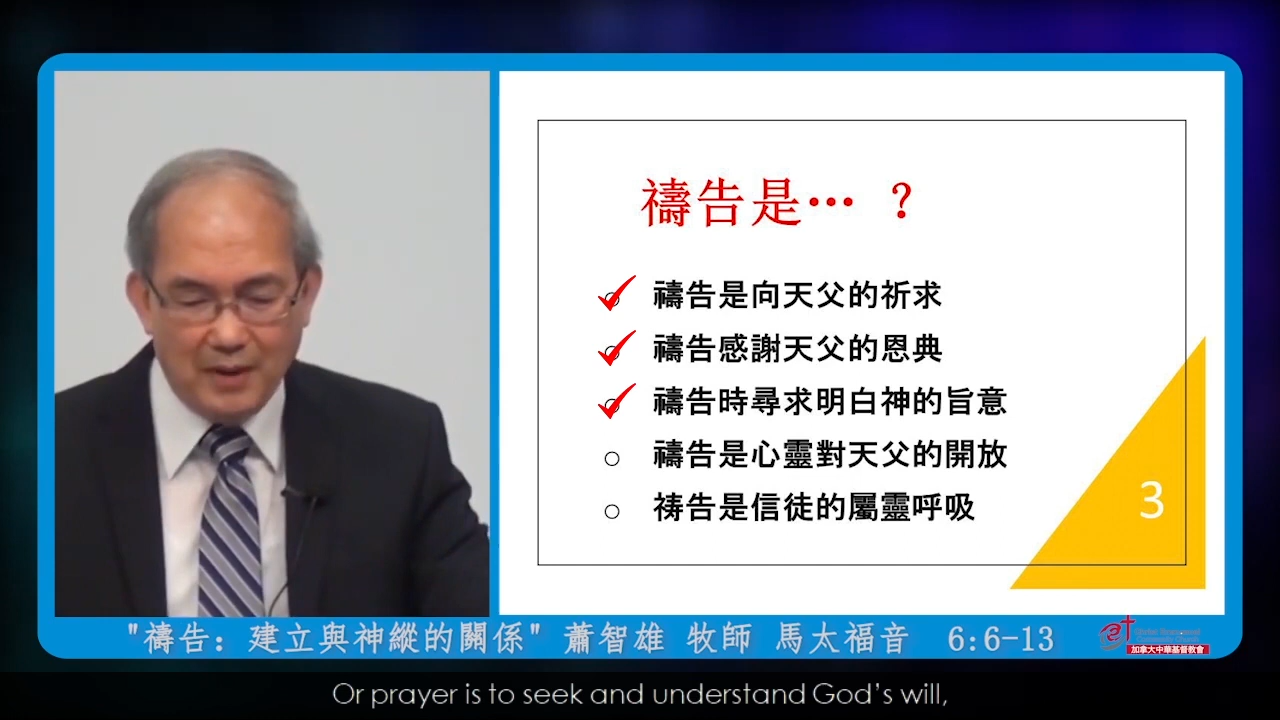 禱告是… ？
禱告是向天父的祈求
禱告感謝天父的恩典
禱告時尋求明白神的旨意
禱告是心靈對天父的開放
祷告是信徒的屬靈呼吸
3
"禱告: 建立與神縱的關係" 蕭智雄 牧師 馬太福音 6:6-13
加拿大中華基督教會
Or prayer is to seek and understand God's will,